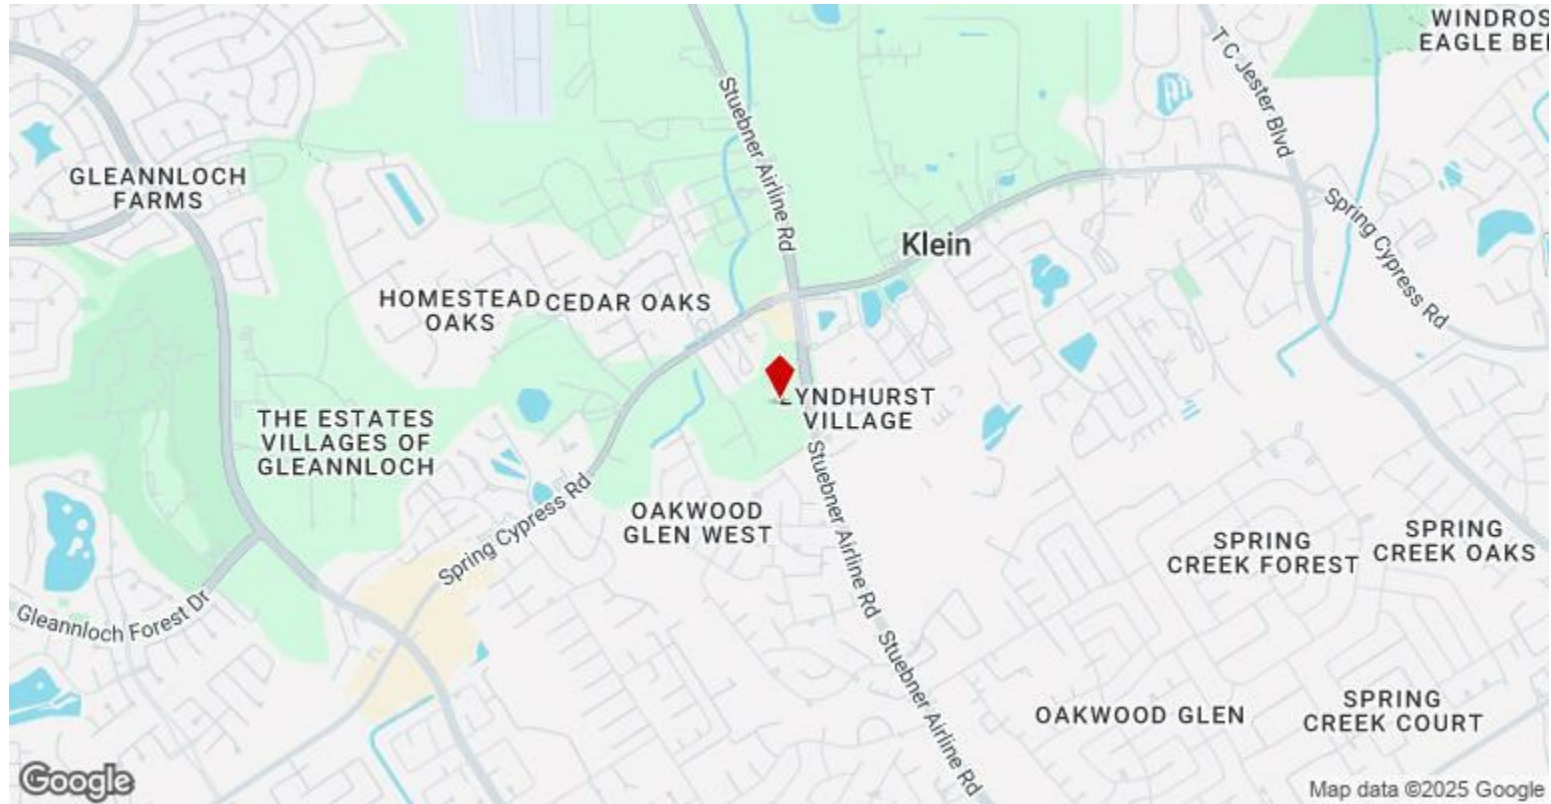 WINDROS
EAGLE BE
T C Jester Blvd
Stuebner Airline Rd
GLEANNLOCH
FARMS
Spring Cypress Rd
Klein
HOMESTEAD
OAKS
CEDAR OAKS
LYNDHURST
VILLAGE
THE ESTATES
VILLAGES OF
GLEANNLOCH
Stuebner Airline Rd
OAKWOOD
GLEN WEST
Spring Cypress Rd
SPRING
CREEK FOREST
SPRING
CREEK OAKS
Gleannloch Forest Dr
Stuebner Airline Rd
OAKWOOD GLEN
SPRING
CREEK COURT
Google
Map data ©2025 Google